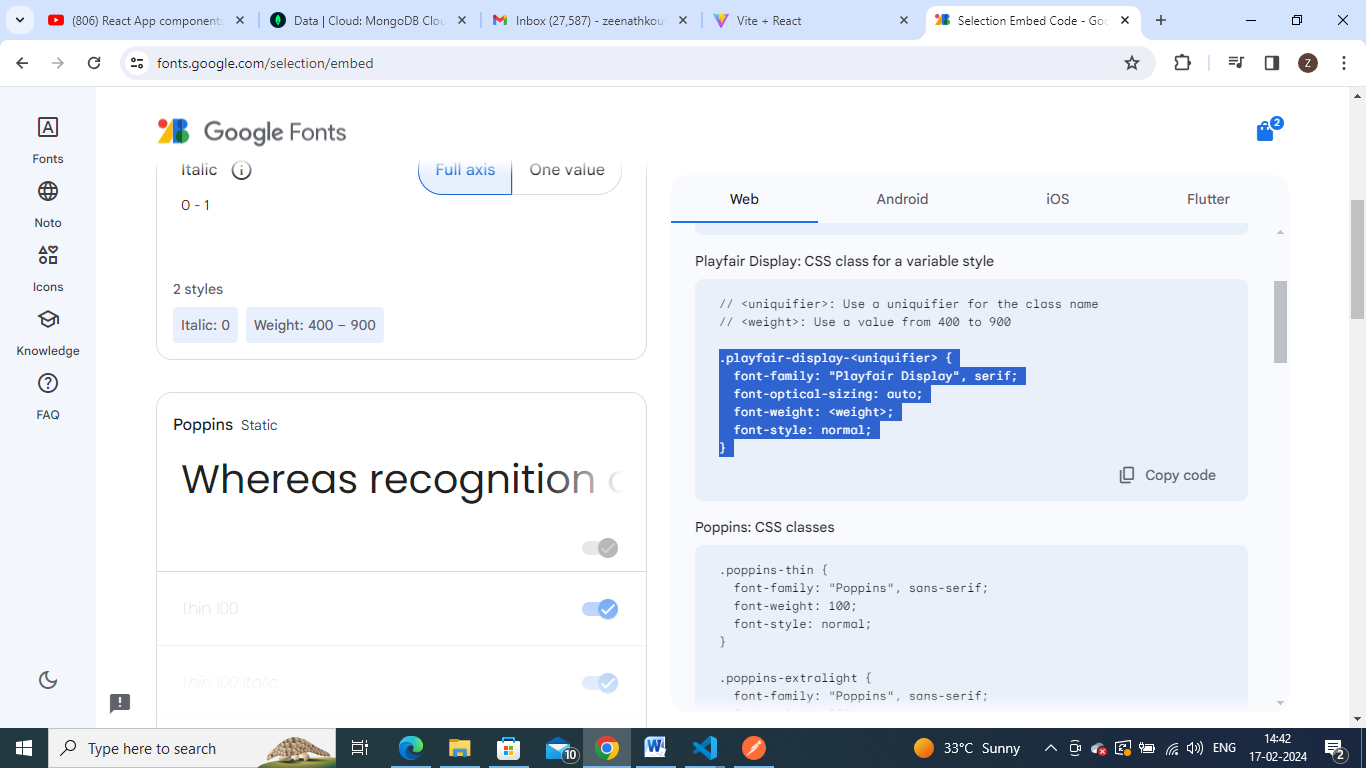 (806) React App component
Data | Cloud: MongoDB Clou
Inbox (27,587) - zeenathkou
Vite + React
Selection Embed Code - Goo
fonts.google.com/selection/embed
Z
Google Fonts
2
Fonts
Noto
Icons
Knowledge
FAQ
Italic
Full axis
One value
0 - 1
2 styles
Italic: 0
Weight: 400 – 900
Poppins Static
Whereas recognition
Thin 100
Thin 100 Italic
Web
Android
iOS
Flutter
Playfair Display: CSS class for a variable style
// <uniquifier>: Use a uniquifier for the class name
// <weight>: Use a value from 400 to 900
.playfair-display-<uniquifier> {
font-family: "Playfair Display", serif;
font-optical-sizing: auto;
font-weight: <weight>;
font-style: normal;
}
Copy code
Poppins: CSS classes
.poppins-thin {
font-family: "Poppins", sans-serif;
font-weight: 100;
font-style: normal;
}
.poppins-extralight {
font-family: "Poppins", sans-serif;
Type here to search
10
33°C Sunny
ENG
14:42
17-02-2024
2